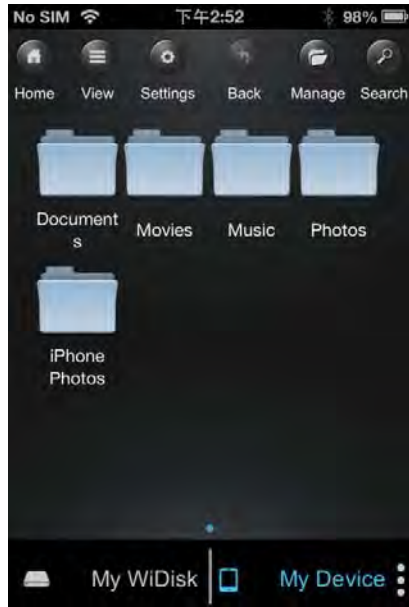 No SIM 下午2:52 98%
Home View Settings Back Manage Search
Document
s
Movies Music Photos
iPhone
Photos
My WiDisk My Device